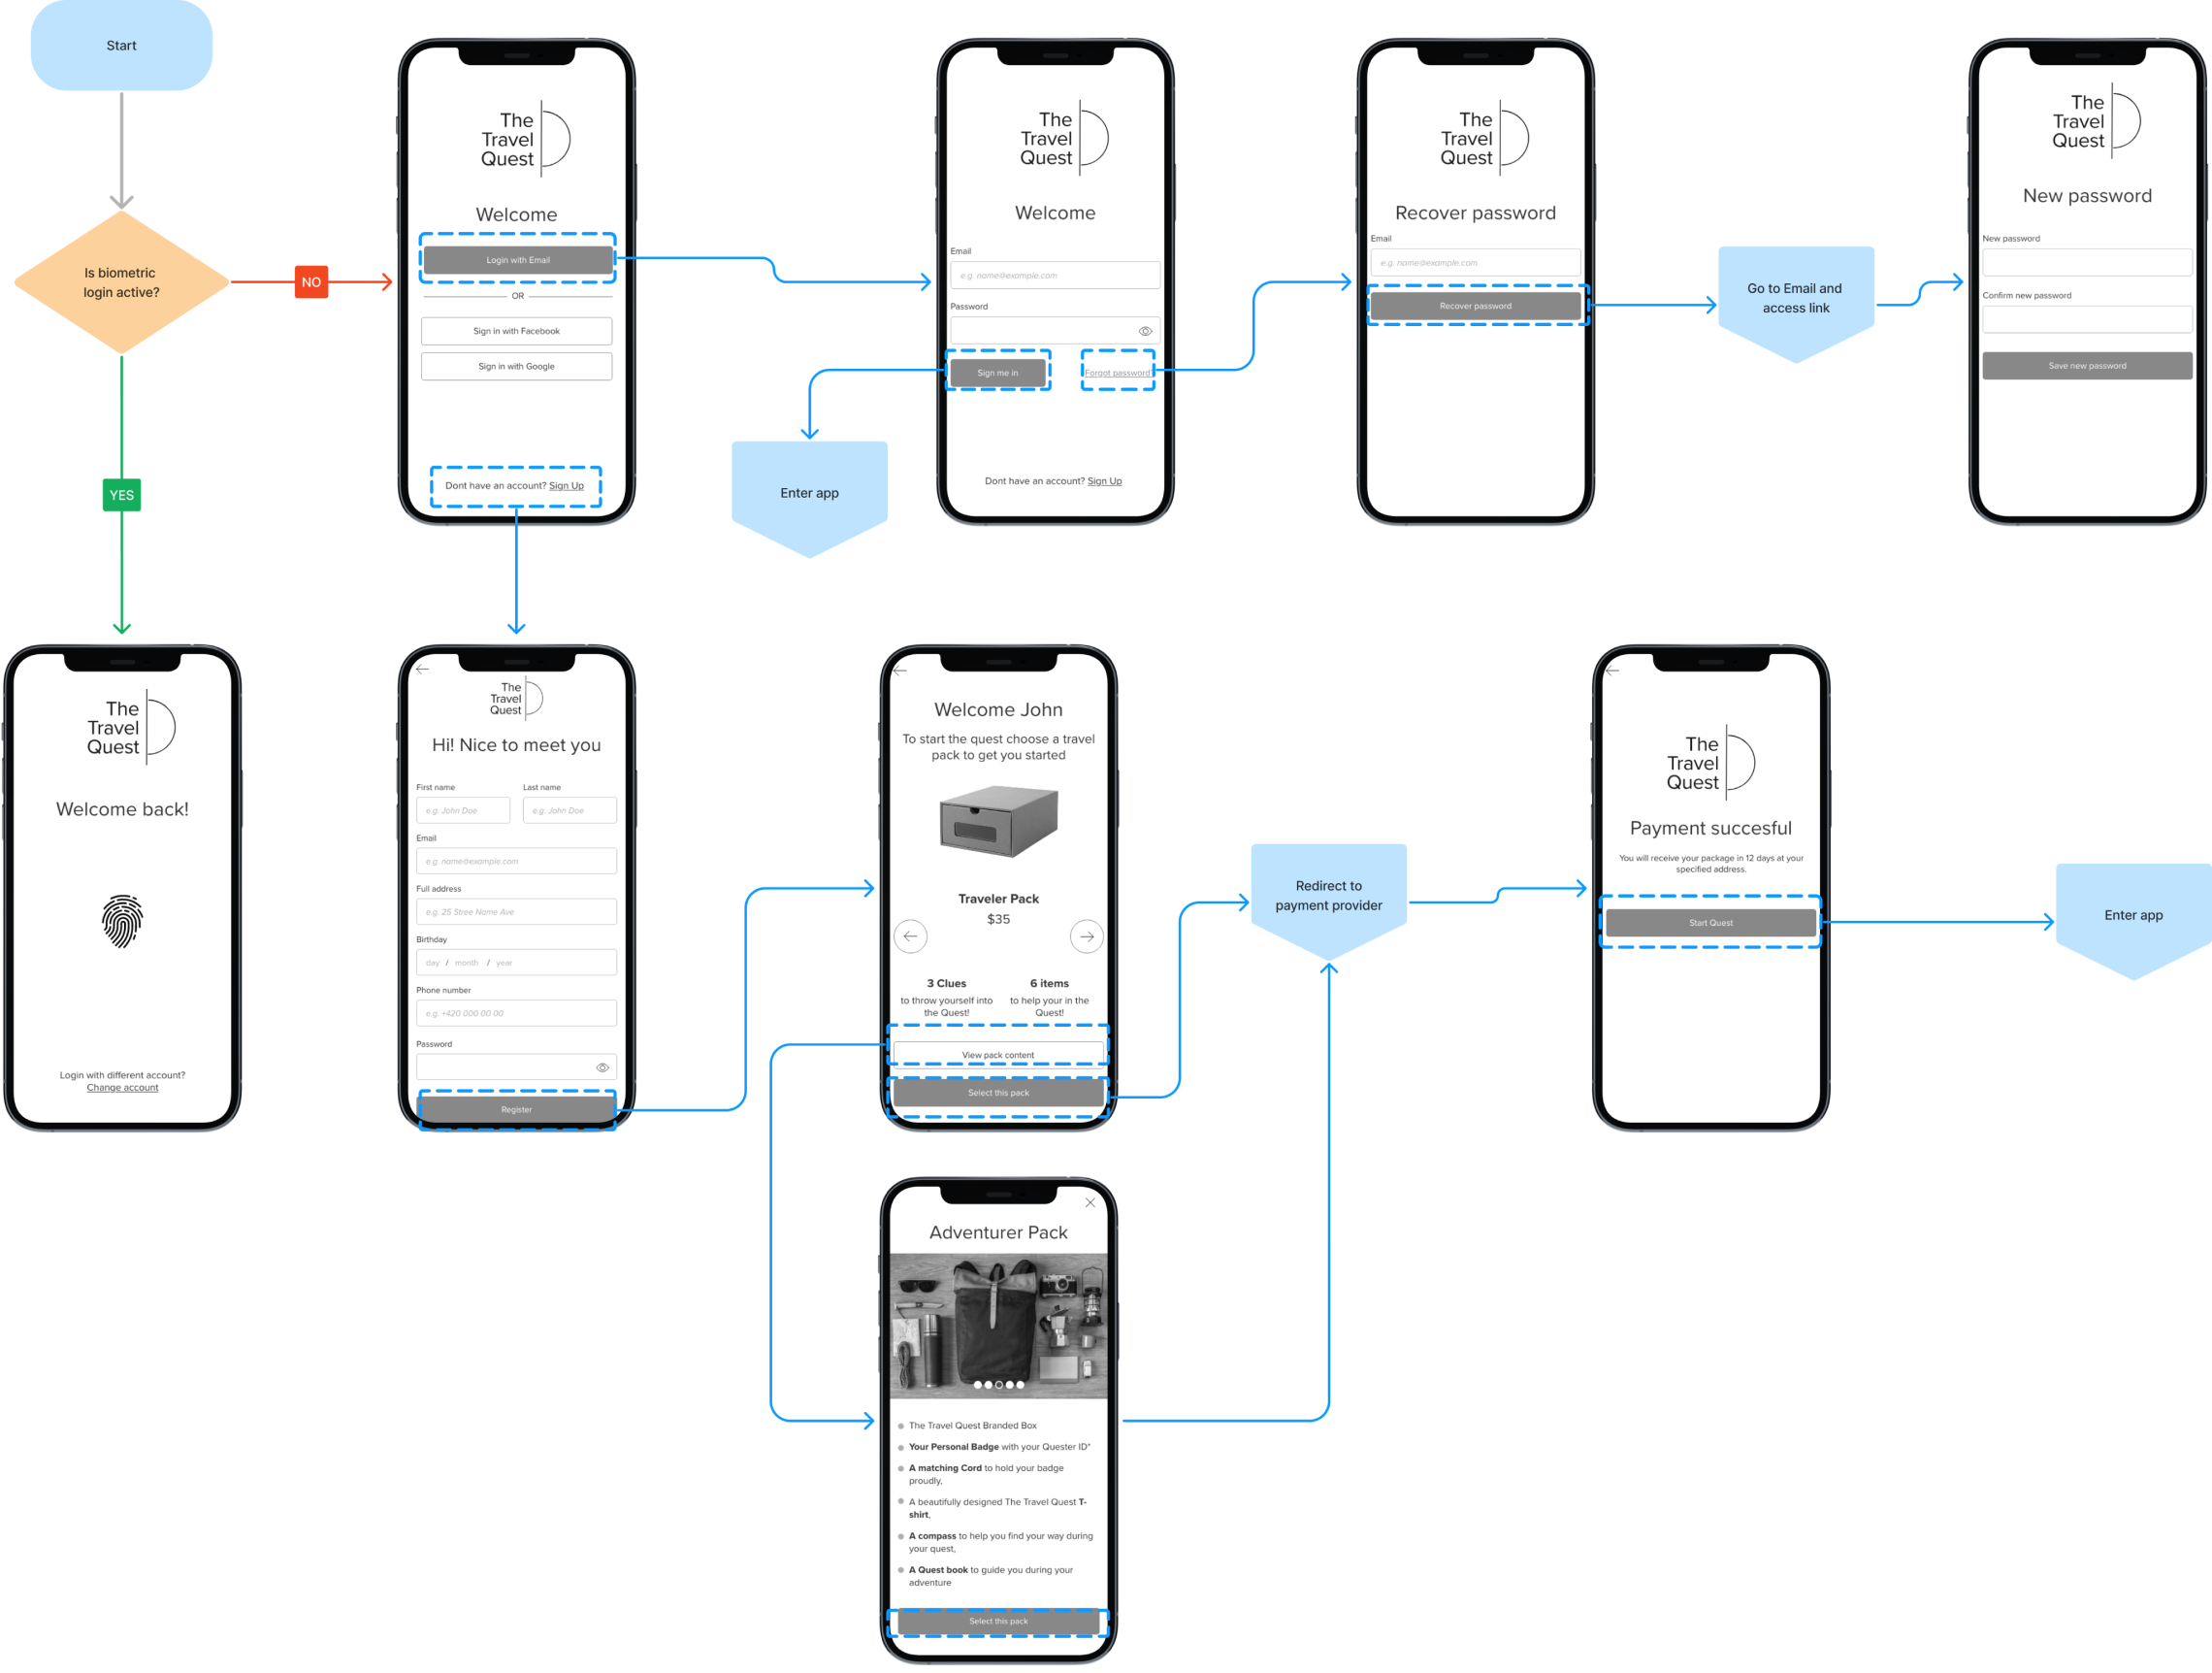 Start
Is biometric
login active?
NO
YES
The
Travel
Quest
Welcome
Login with Email
OR
Sign in with Facebook
Sign in with Google
Dont have an account? Sign Up
The
Travel
Quest
Welcome
Email
e.g. name@example.com
Password
Sign me in
Forgot password?
Dont have an account? Sign Up
Enter app
The
Travel
Quest
Recover password
Email
e.g. name@example.com
Recover password
Go to Email and
access link
The
Travel
Quest
New password
New password
Confirm new password
Save new password
The
Travel
Quest
Welcome back!
Login with different account?
Change account
The
Travel
Quest
Hi! Nice to meet you
First name
Last name
e.g. John Doe
e.g. John Doe
Email
e.g. name@example.com
Full address
e.g. 25 Stree Name Ave
Birthday
day / month / year
Phone number
e.g. +420 000 00 00
Password
Register
Welcome John
To start the quest choose a travel
pack to get you started
Traveler Pack
$35
3 Clues
to throw yourself into
the Quest!
6 items
to help your in the
Quest!
View pack content
Select this pack
Redirect to
payment provider
The
Travel
Quest
Payment succesful
You will receive your package in 12 days at your
specified address.
Start Quest
Enter app
Adventurer Pack
The Travel Quest Branded Box
Your Personal Badge with your Quester ID*
A matching Cord to hold your badge
proudly,
A beautifully designed The Travel Quest T-
shirt,
A compass to help you find your way during
your quest,
A Quest book to guide you during your
adventure
Select this pack